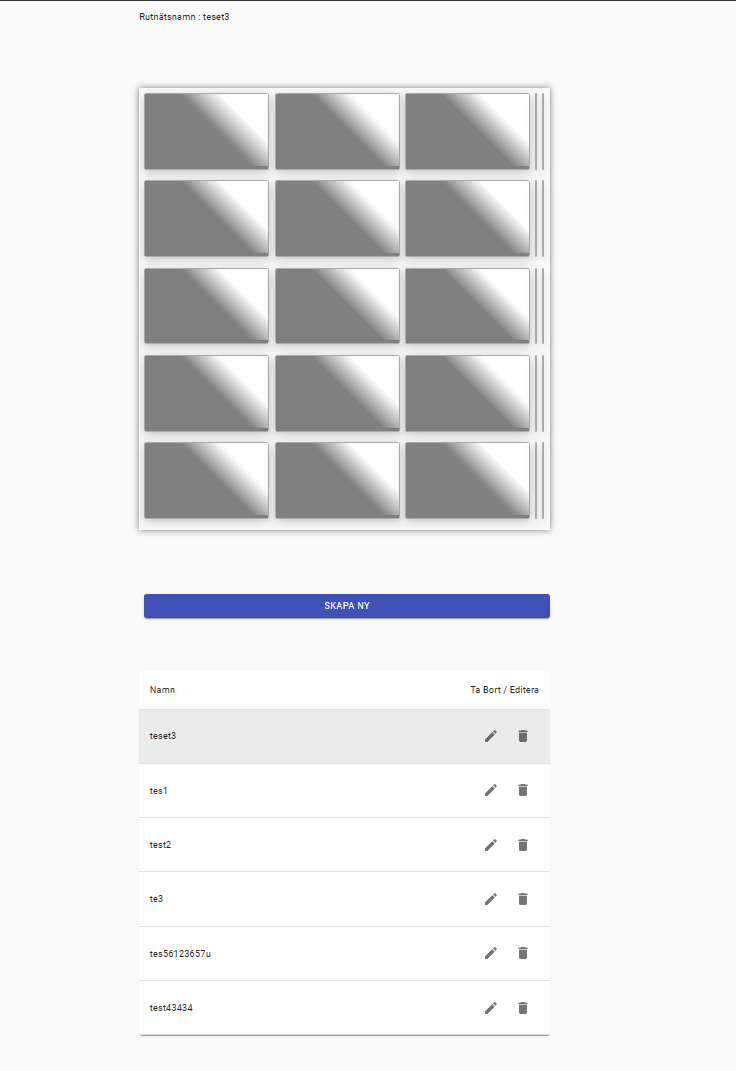 Rutnätsnamn : teset3
SKAPA NY
Namn Ta Bort / Editera
teset3
tes1
test2
te3
tes56123657u
test43434